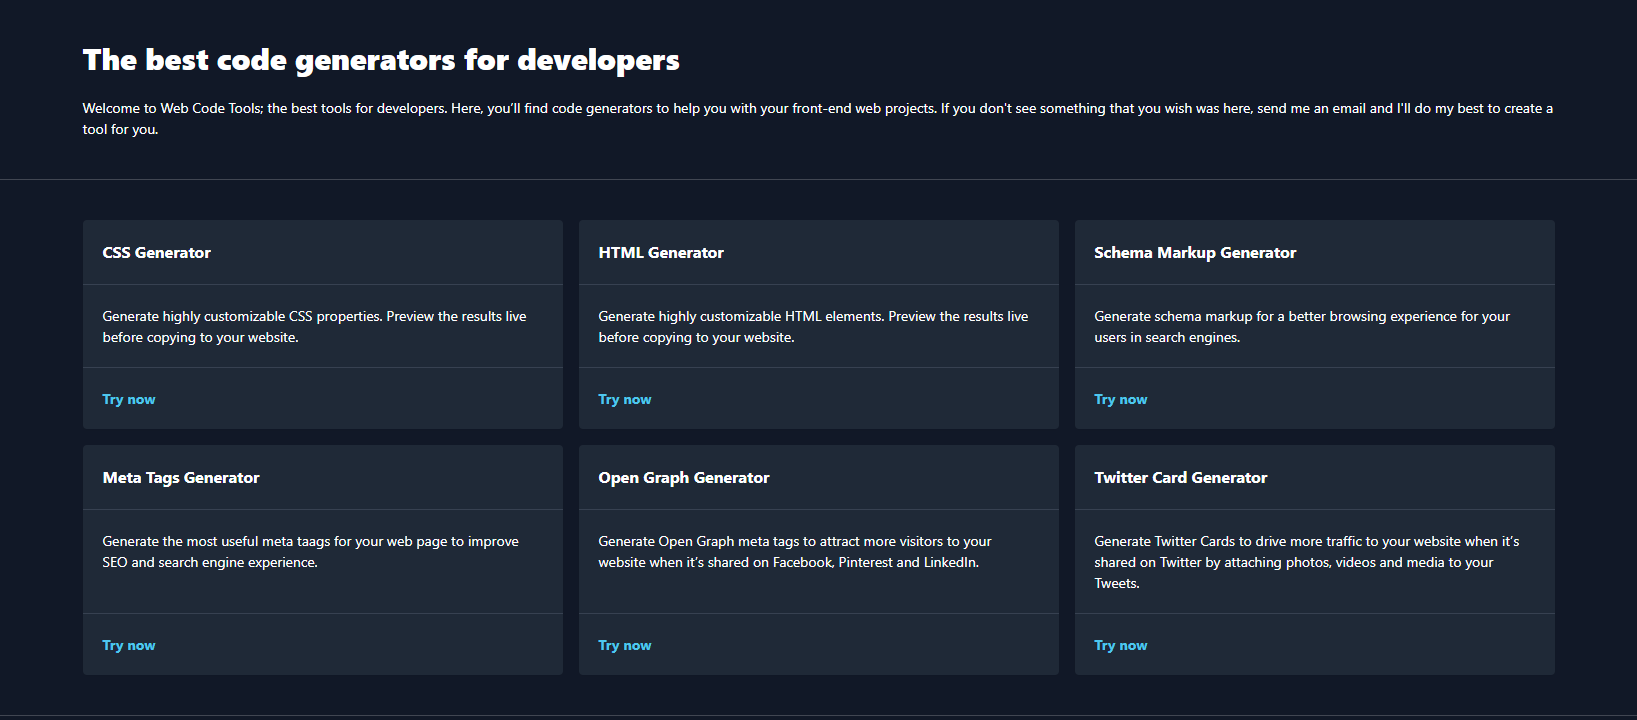 The best code generators for developers
Welcome to Web Code Tools; the best tools for developers. Here, you’ll find code generators to help you with your front-end web projects. If you don't see something that you wish was here, send me an email and I'll do my best to create a
tool for you.
CSS Generator
Generate highly customizable CSS properties. Preview the results live
before copying to your website.
Try now
HTML Generator
Generate highly customizable HTML elements. Preview the results live
before copying to your website.
Try now
Schema Markup Generator
Generate schema markup for a better browsing experience for your
users in search engines.
Try now
Meta Tags Generator
Generate the most useful meta taags for your web page to improve
SEO and search engine experience.
Try now
Open Graph Generator
Generate Open Graph meta tags to attract more visitors to your
website when it’s shared on Facebook, Pinterest and LinkedIn.
Try now
Twitter Card Generator
Generate Twitter Cards to drive more traffic to your website when it’s
shared on Twitter by attaching photos, videos and media to your
Tweets.
Try now